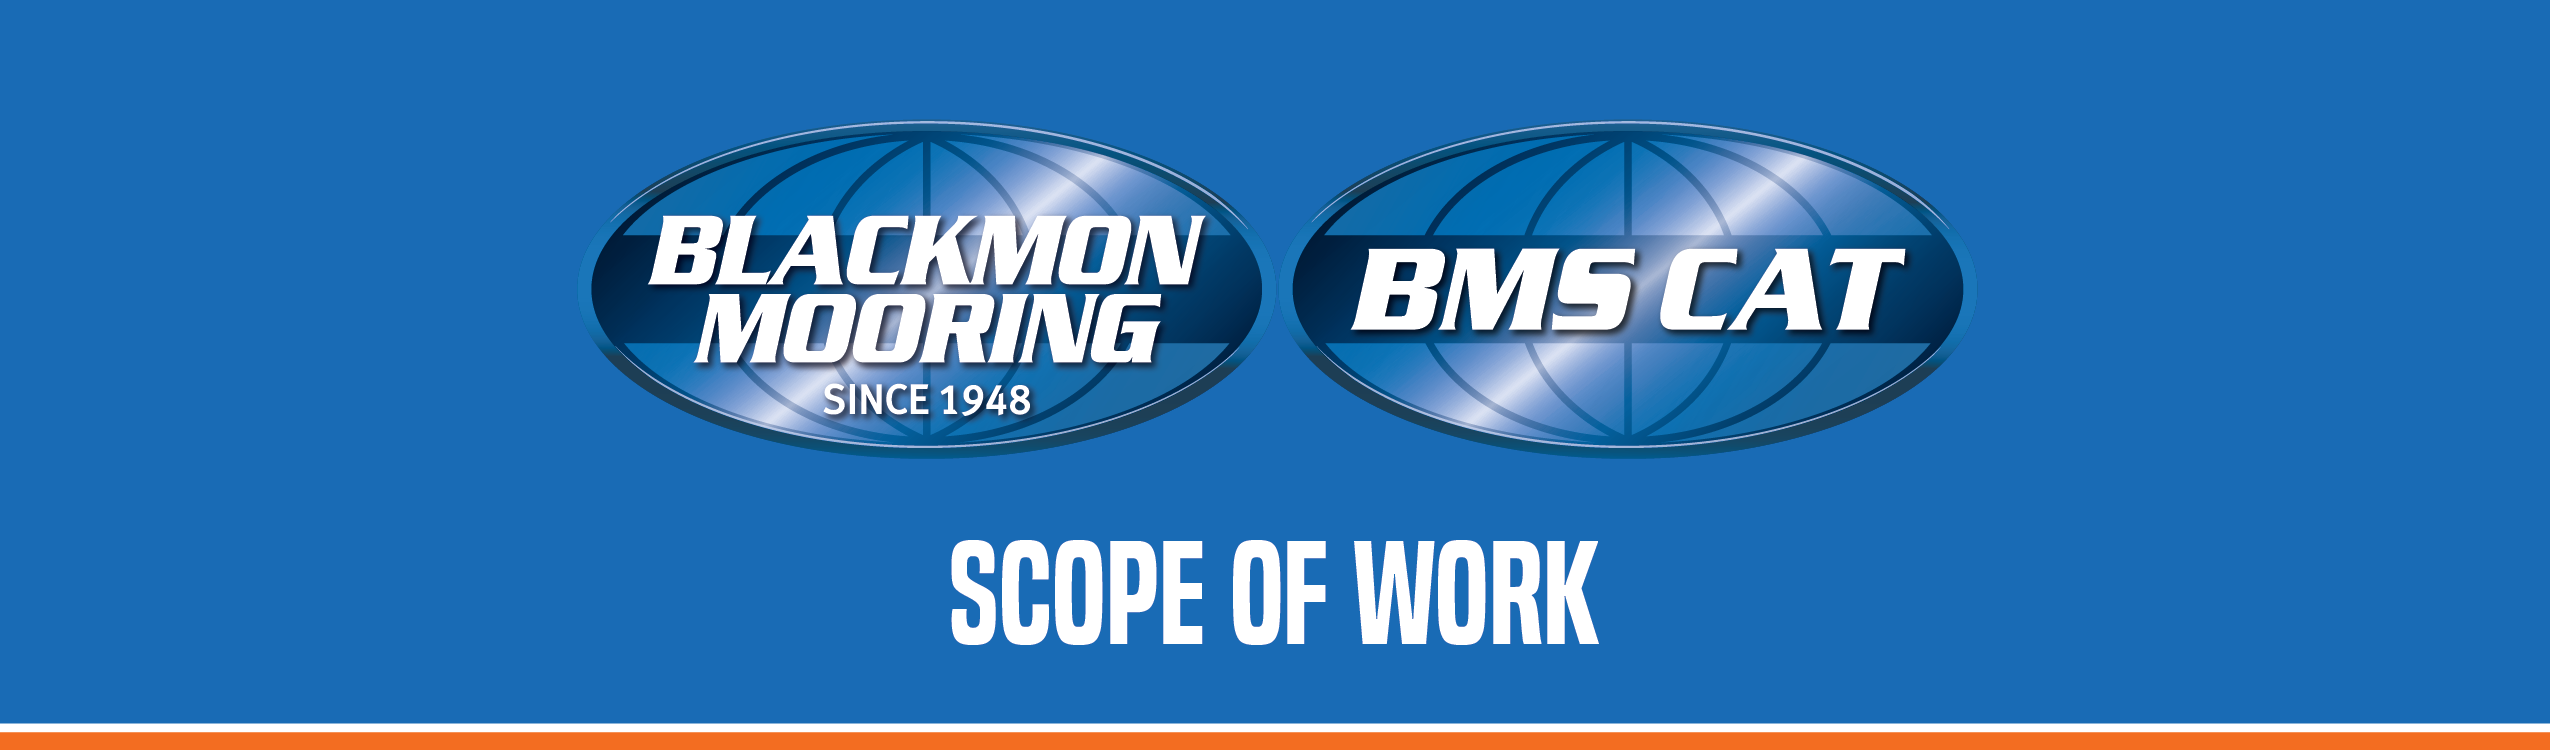 BLACKMON
MOORING
SINCE 1948
BMS CAT
SCOPE OF WORK